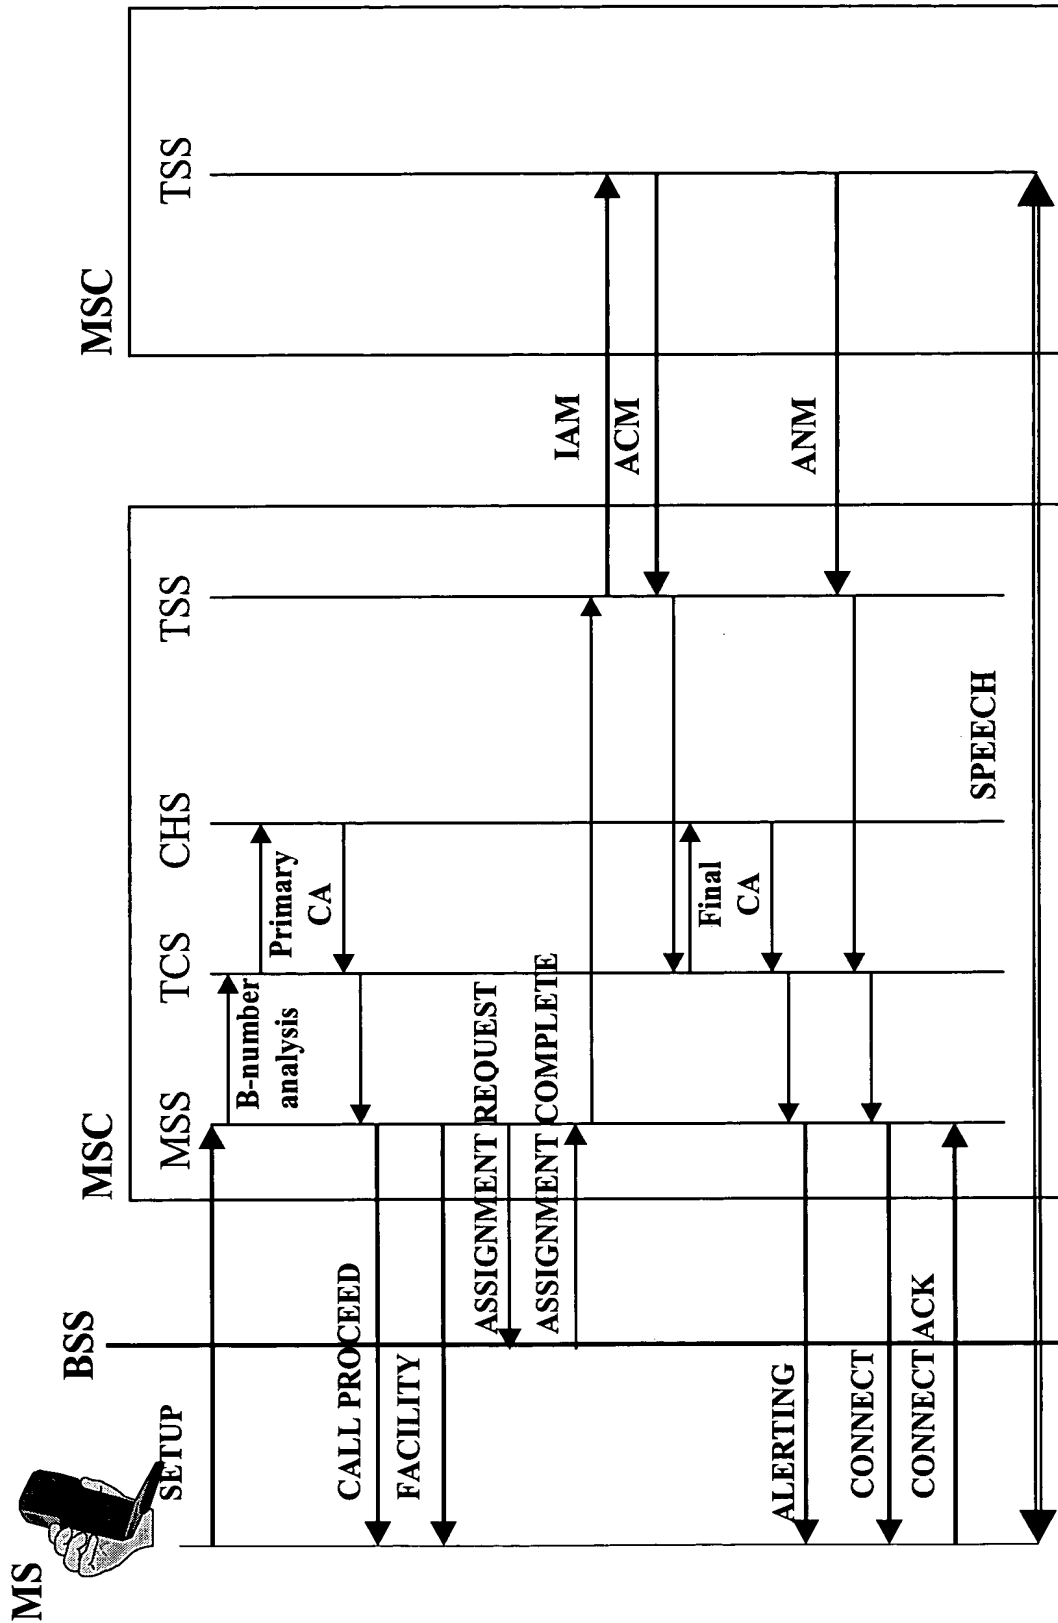 MS
BSS
MSC
MSC
MSS
TCS
CHS
TSS
TSS
SETUP
B-number
analysis
Primary
CA
CALL PROCEED
FACILITY
ASSIGNMENT REQUEST
ASSIGNMENT COMPLETE
IAM
ACM
Final
CA
ALERTING
ANM
CONNECT
CONNECT ACK
SPEECH